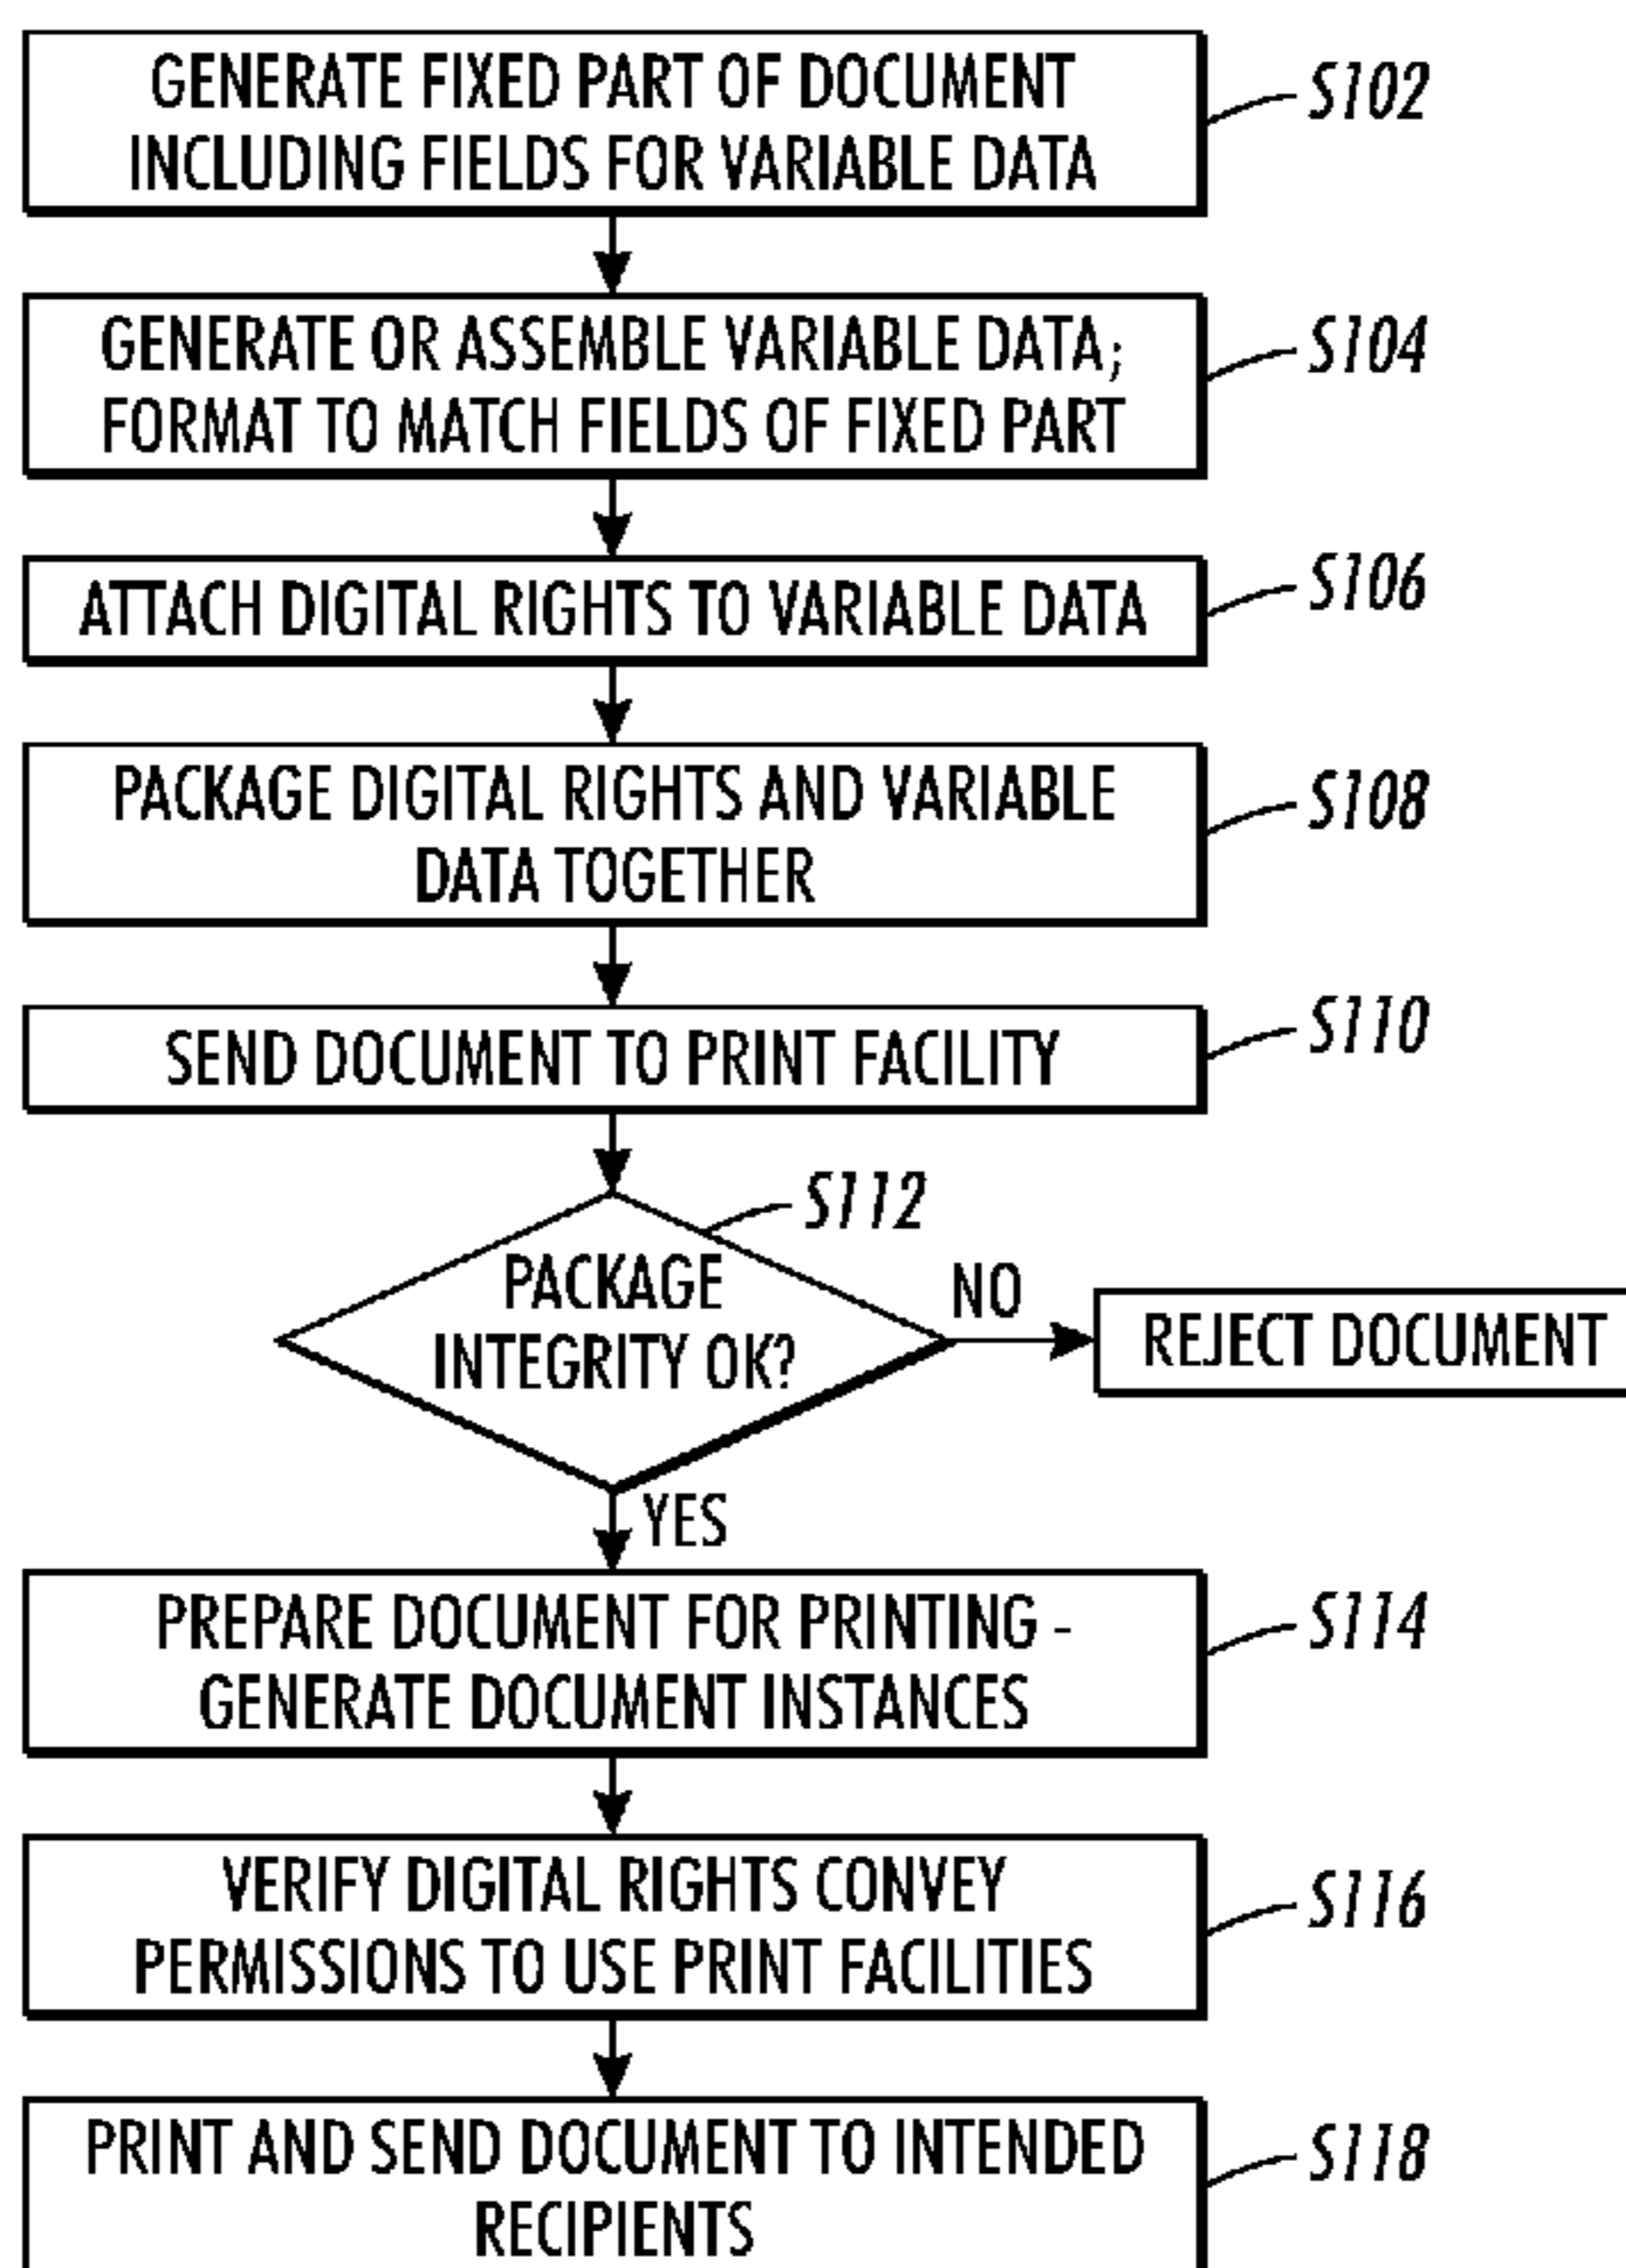 GENERATE FIXED PART OF DOCUMENT
INCLUDING FIELDS FOR VARIABLE DATA
S102
GENERATE OR ASSEMBLE VARIABLE DATA;
FORMAT TO MATCH FIELDS OF FIXED PART
S104
ATTACH DIGITAL RIGHTS TO VARIABLE DATA
S106
PACKAGE DIGITAL RIGHTS AND VARIABLE
DATA TOGETHER
S108
SEND DOCUMENT TO PRINT FACILITY
S110
S112
PACKAGE
INTEGRITY OK?
NO
REJECT DOCUMENT
YES
PREPARE DOCUMENT FOR PRINTING -
GENERATE DOCUMENT INSTANCES
S114
VERIFY DIGITAL RIGHTS CONVEY
PERMISSIONS TO USE PRINT FACILITIES
S116
PRINT AND SEND DOCUMENT TO INTENDED
RECIPIENTS
S118